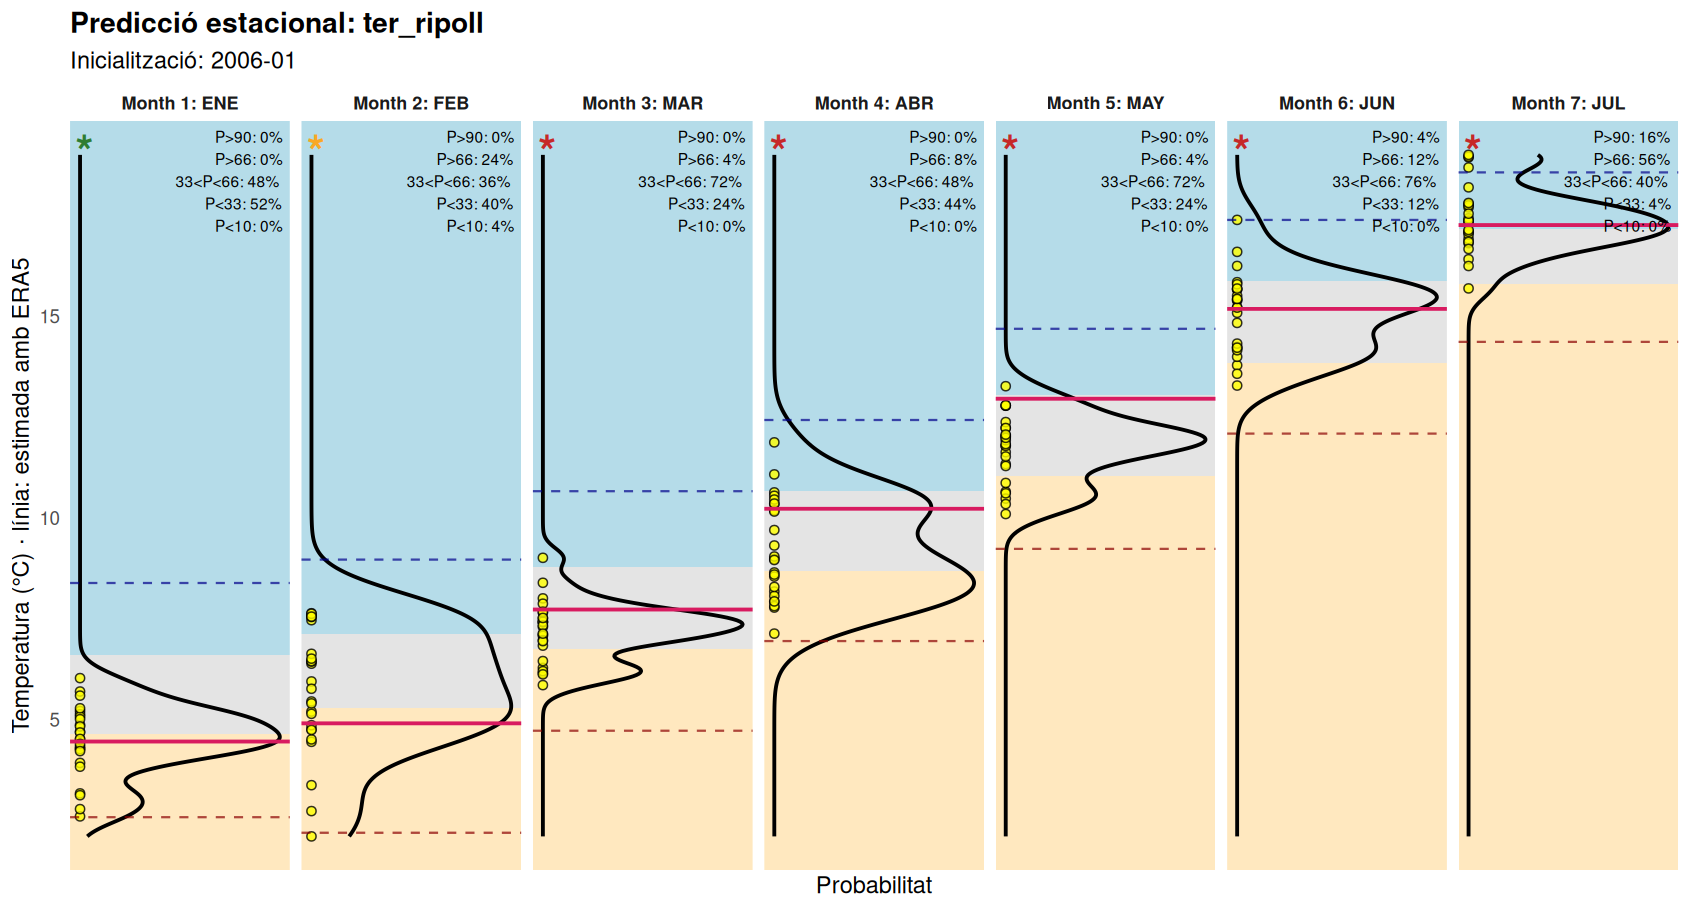 Predicció estacional: ter_ripoll
Inicialització: 2006-01
Month 1: ENE
Month 2: FEB
Month 3: MAR
Month 4: ABR
Month 5: MAY
Month 6: JUN
Month 7: JUL
*
P>90: 0%
P>66: 0%
33<P<66: 48%
P<33: 52%
P<10: 0%
*
P>90: 0%
P>66: 24%
33<P<66: 36%
P<33: 40%
P<10: 4%
*
P>90: 0%
P>66: 4%
33<P<66: 72%
P<33: 24%
P<10: 0%
*
P>90: 0%
P>66: 8%
33<P<66: 48%
P<33: 44%
P<10: 0%
*
P>90: 0%
P>66: 4%
33<P<66: 72%
P<33: 24%
P<10: 0%
*
P>90: 4%
P>66: 12%
33<P<66: 76%
P<33: 12%
P<10: 0%
*
P>90: 16%
P>66: 56%
33<P<66: 40%
P<33: 4%
P<10: 0%
Temperatura (°C) · línia: estimada amb ERA5
15
10
5
Probabilitat